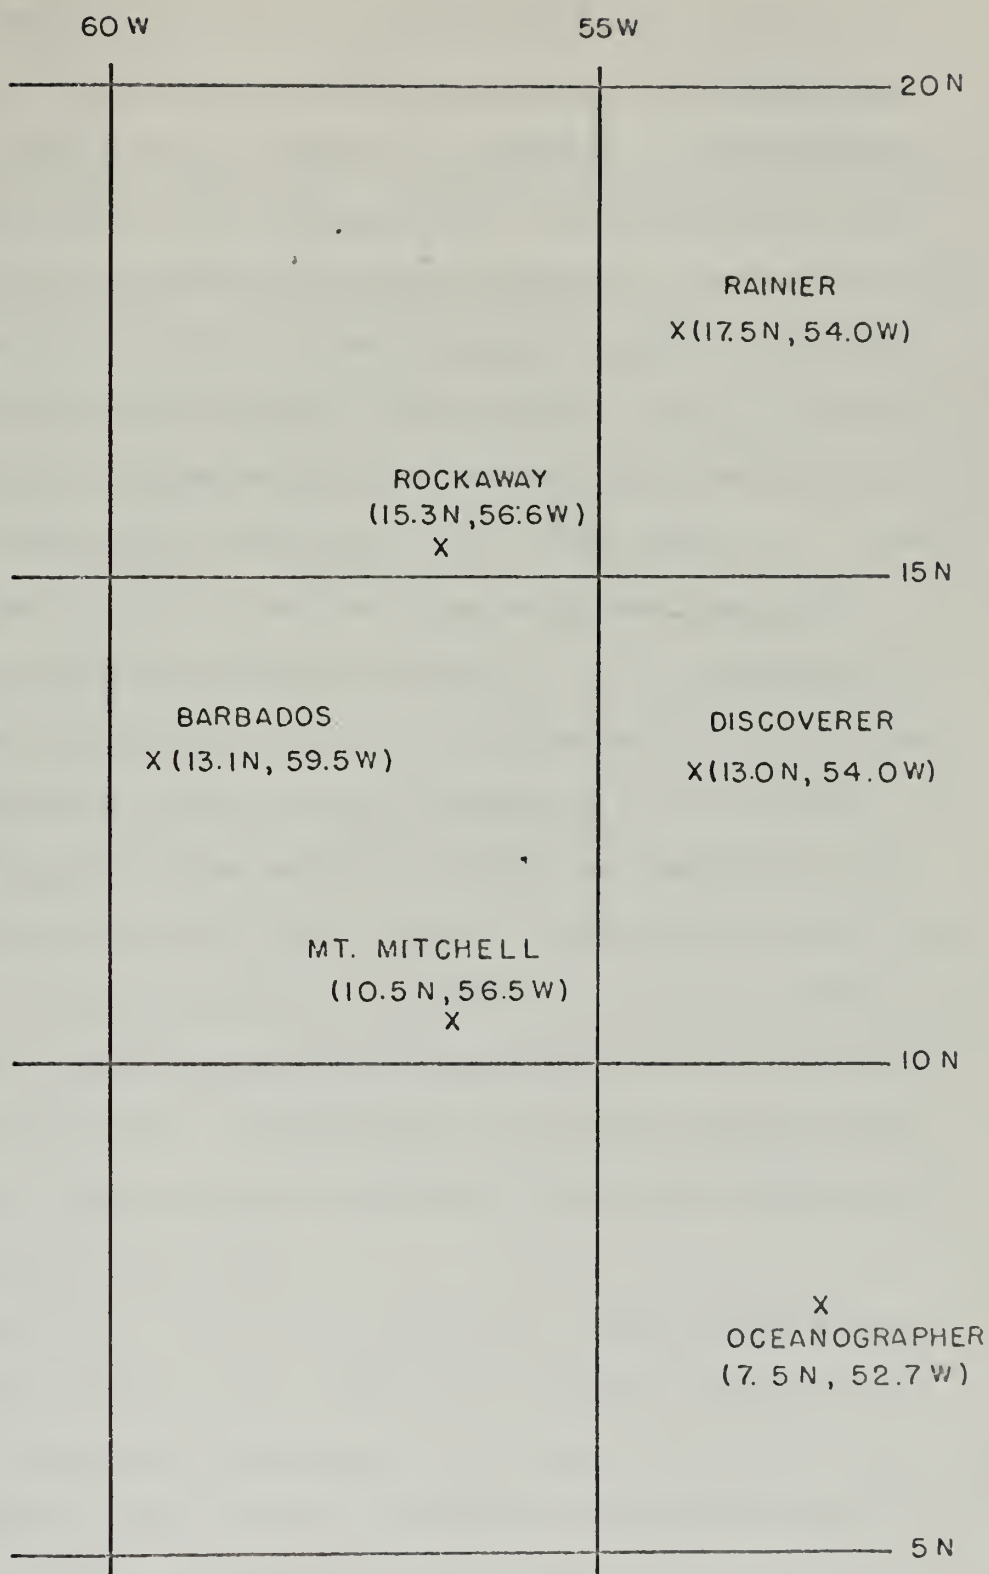 60 W 55 W
20 N
RAINIER
X (17.5 N, 54.0 W)
ROCKAWAY
(15.3 N, 56.6 W)
X
15 N
BARBADOS
X (13.1 N, 59.5 W)
DISCOVERER
X (13.0 N, 54.0 W)
MT. MITCHELL
(10.5 N, 56.5 W)
X
10 N
X
OCEANOGRAPHER
(7.5 N, 52.7 W)
5 N